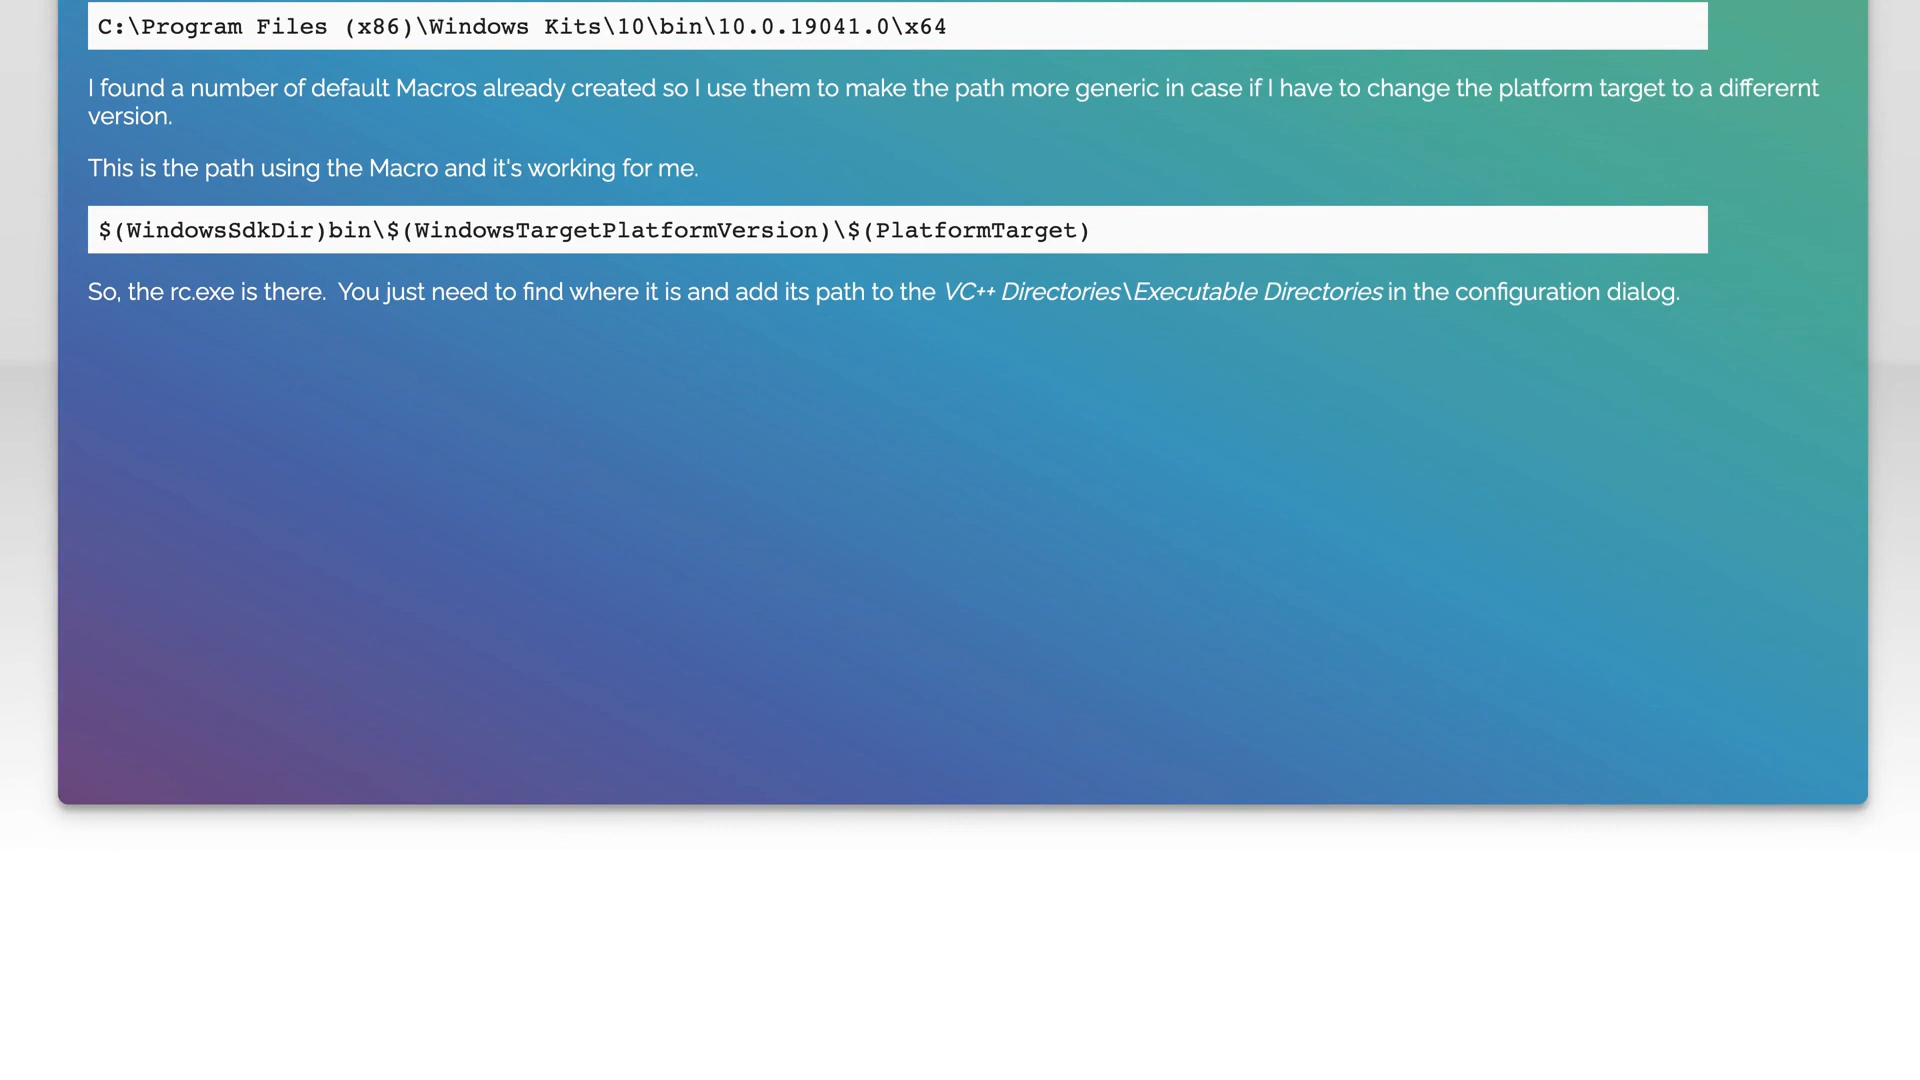 C:\Program Files (x86)\Windows Kits\10\bin\10.0.19041.0\x64
I found a number of default Macros already created so I use them to make the path more generic in case if I have to change the platform target to a differernt
version.
This is the path using the Macro and it's working for me.
$(WindowsSdkDir)bin\$(WindowsTargetPlatformVersion)\$(PlatformTarget)
So, the rc.exe is there.  You just need to find where it is and add its path to the VC++ Directories\Executable Directories in the configuration dialog.